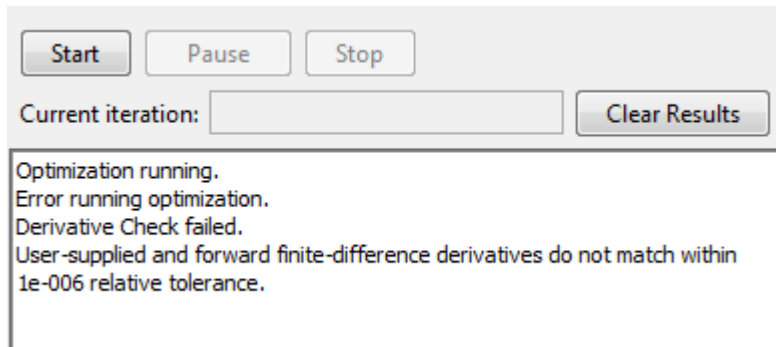 Start Pause Stop
Current iteration: Clear Results
Optimization running.
Error running optimization.
Derivative Check failed.
User-supplied and forward finite-difference derivatives do not match within
1e-006 relative tolerance.